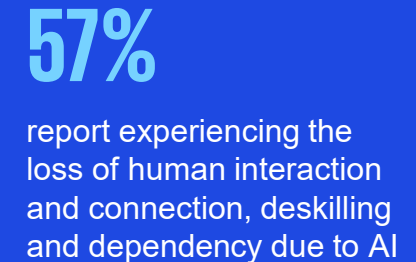 57%
report experiencing the
loss of human interaction
and connection, deskilling
and dependency due to AI